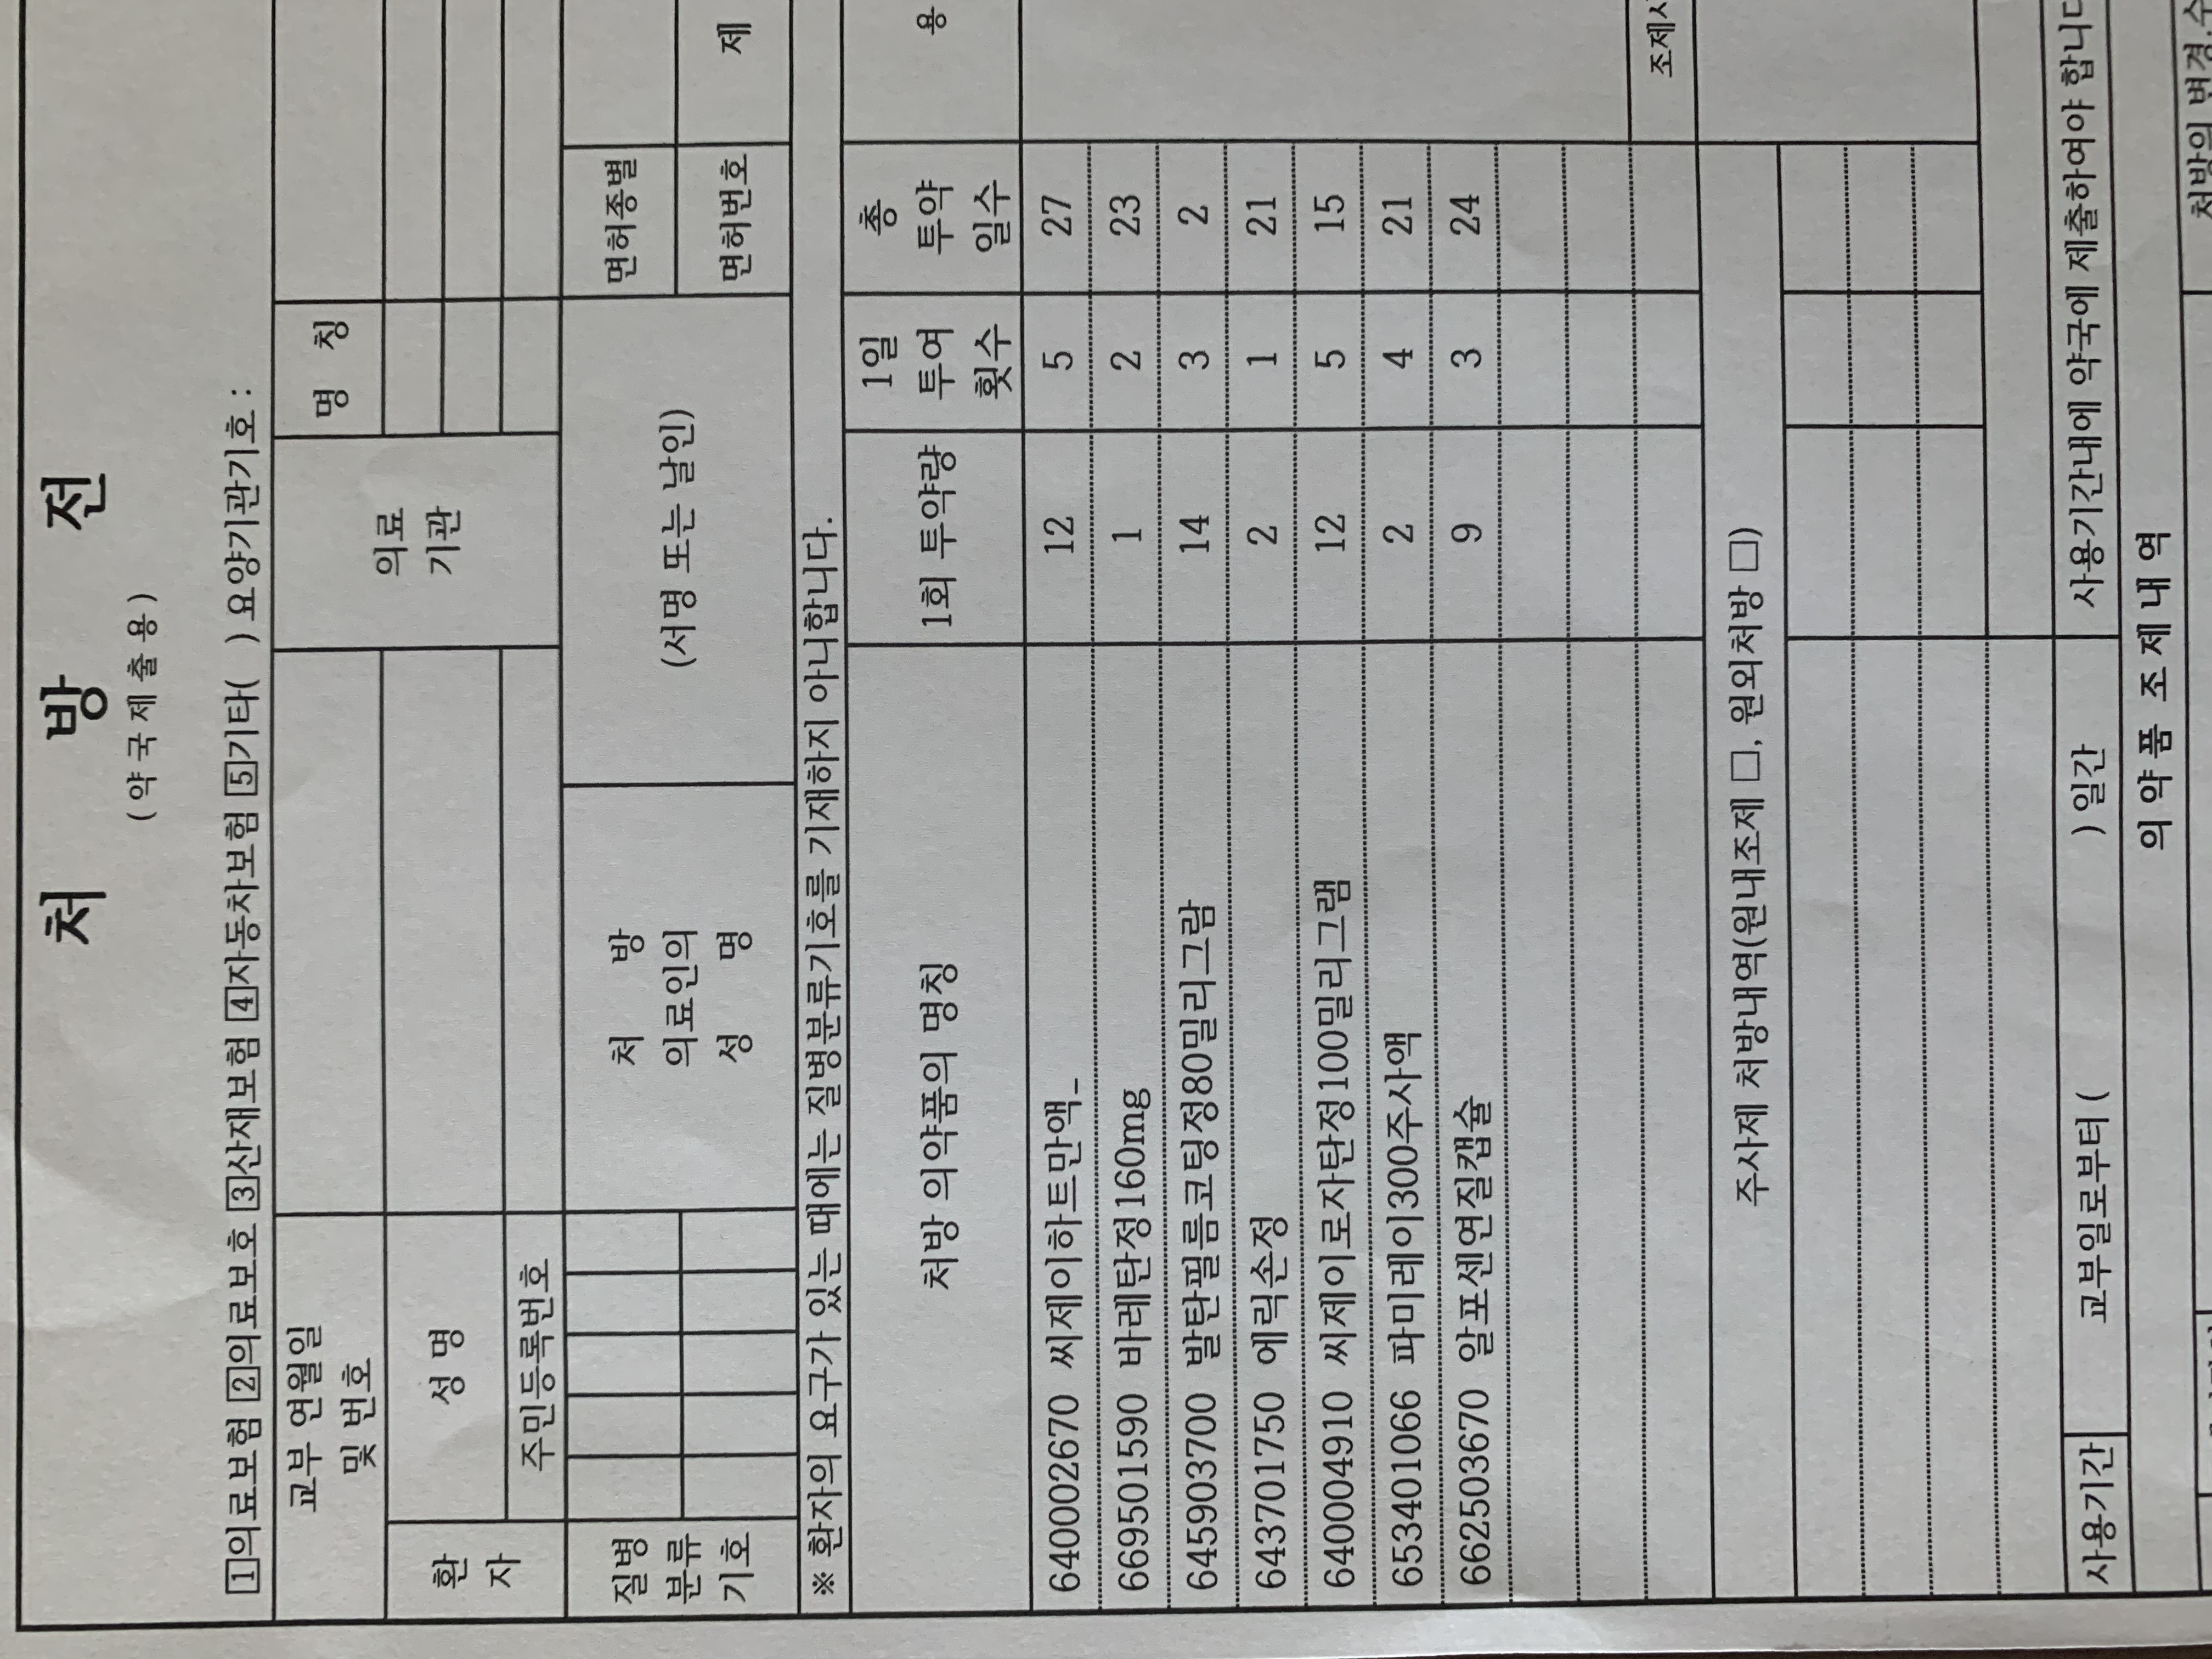 처 방 전
(약국제출용)
1의료보험 2의료보호 3산재보험 4자동차보험 5기타( ) 요양기관기호 :
교부 연월일
및 번호
환
자
성 명
주민등록번호
의료
기관
명 칭
질병
분류
기호
처 방
의료인의
성 명
(서명 또는 날인)
면허종별
면허번호
제
※ 환자의 요구가 있는 때에는 질병분류기호를 기재하지 아니합니다.
처방 의약품의 명칭
1회 투약량
1일
투여
횟수
총
투약
일수
용
640002670 씨제이하트만액_ 12 5 27
669501590 바레탄정160mg 1 2 23
645903700 발탄필름코팅정80밀리그람 14 3 2
643701750 에릭손정 2 1 21
640004910 씨제이로자탄정100밀리그램 12 5 15
653401066 파미레이300주사액 2 4 21
662503670 알포센연질캡슐 9 3 24
조제시
주사제 처방내역(원내조제 □, 원외처방 □)
사용기간
교부일로부터 ( ) 일간
사용기간내에 약국에 제출하여야 합니다
의 약 품 조 제 내 역
처방의 변경.수